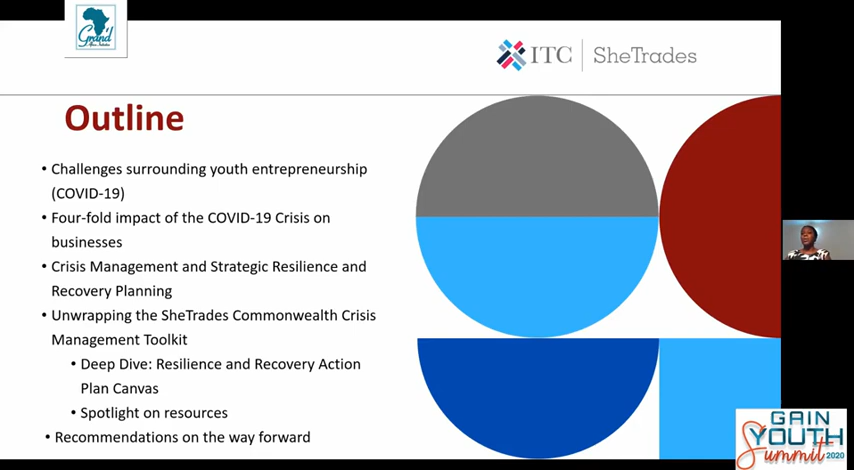 Grand
ITC
SheTrades
Outline
• Challenges surrounding youth entrepreneurship
(COVID-19)
• Four-fold impact of the COVID-19 Crisis on
businesses
• Crisis Management and Strategic Resilience and
Recovery Planning
• Unwrapping the SheTrades Commonwealth Crisis
Management Toolkit
• Deep Dive: Resilience and Recovery Action
Plan Canvas
• Spotlight on resources
• Recommendations on the way forward
GAIN
YOUTH
Summit 2020